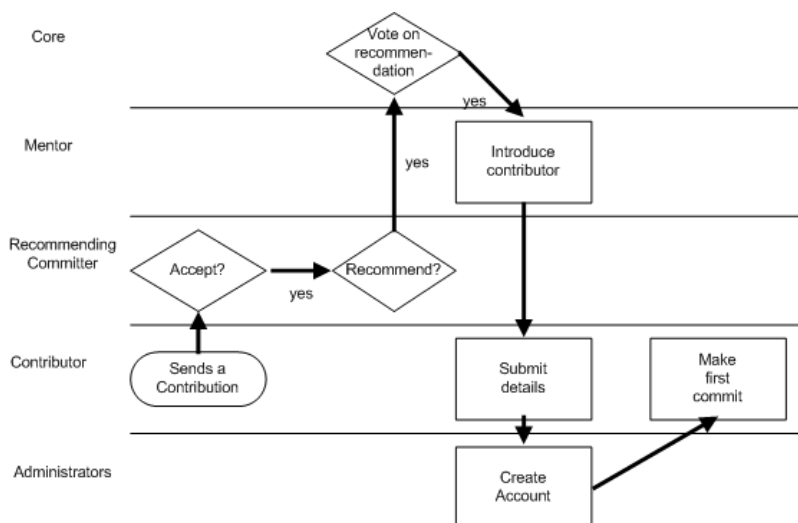 Core
Vote on
recommen-
dation
yes
Mentor
Introduce
contributor
yes
Recommending
Committer
Accept?
yes
Recommend?
Contributor
Sends a
Contribution
Submit
details
Make
first
commit
Administrators
Create
Account